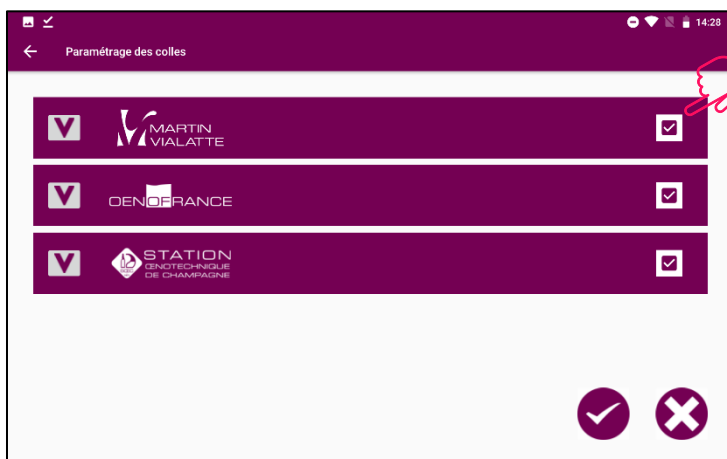 14:28
Paramétrage des colles
V
MARTIN
VIALATTE
V
OENOFRANCE
V
STATION
ŒNOTECHNIQUE
DE CHAMPAGNE